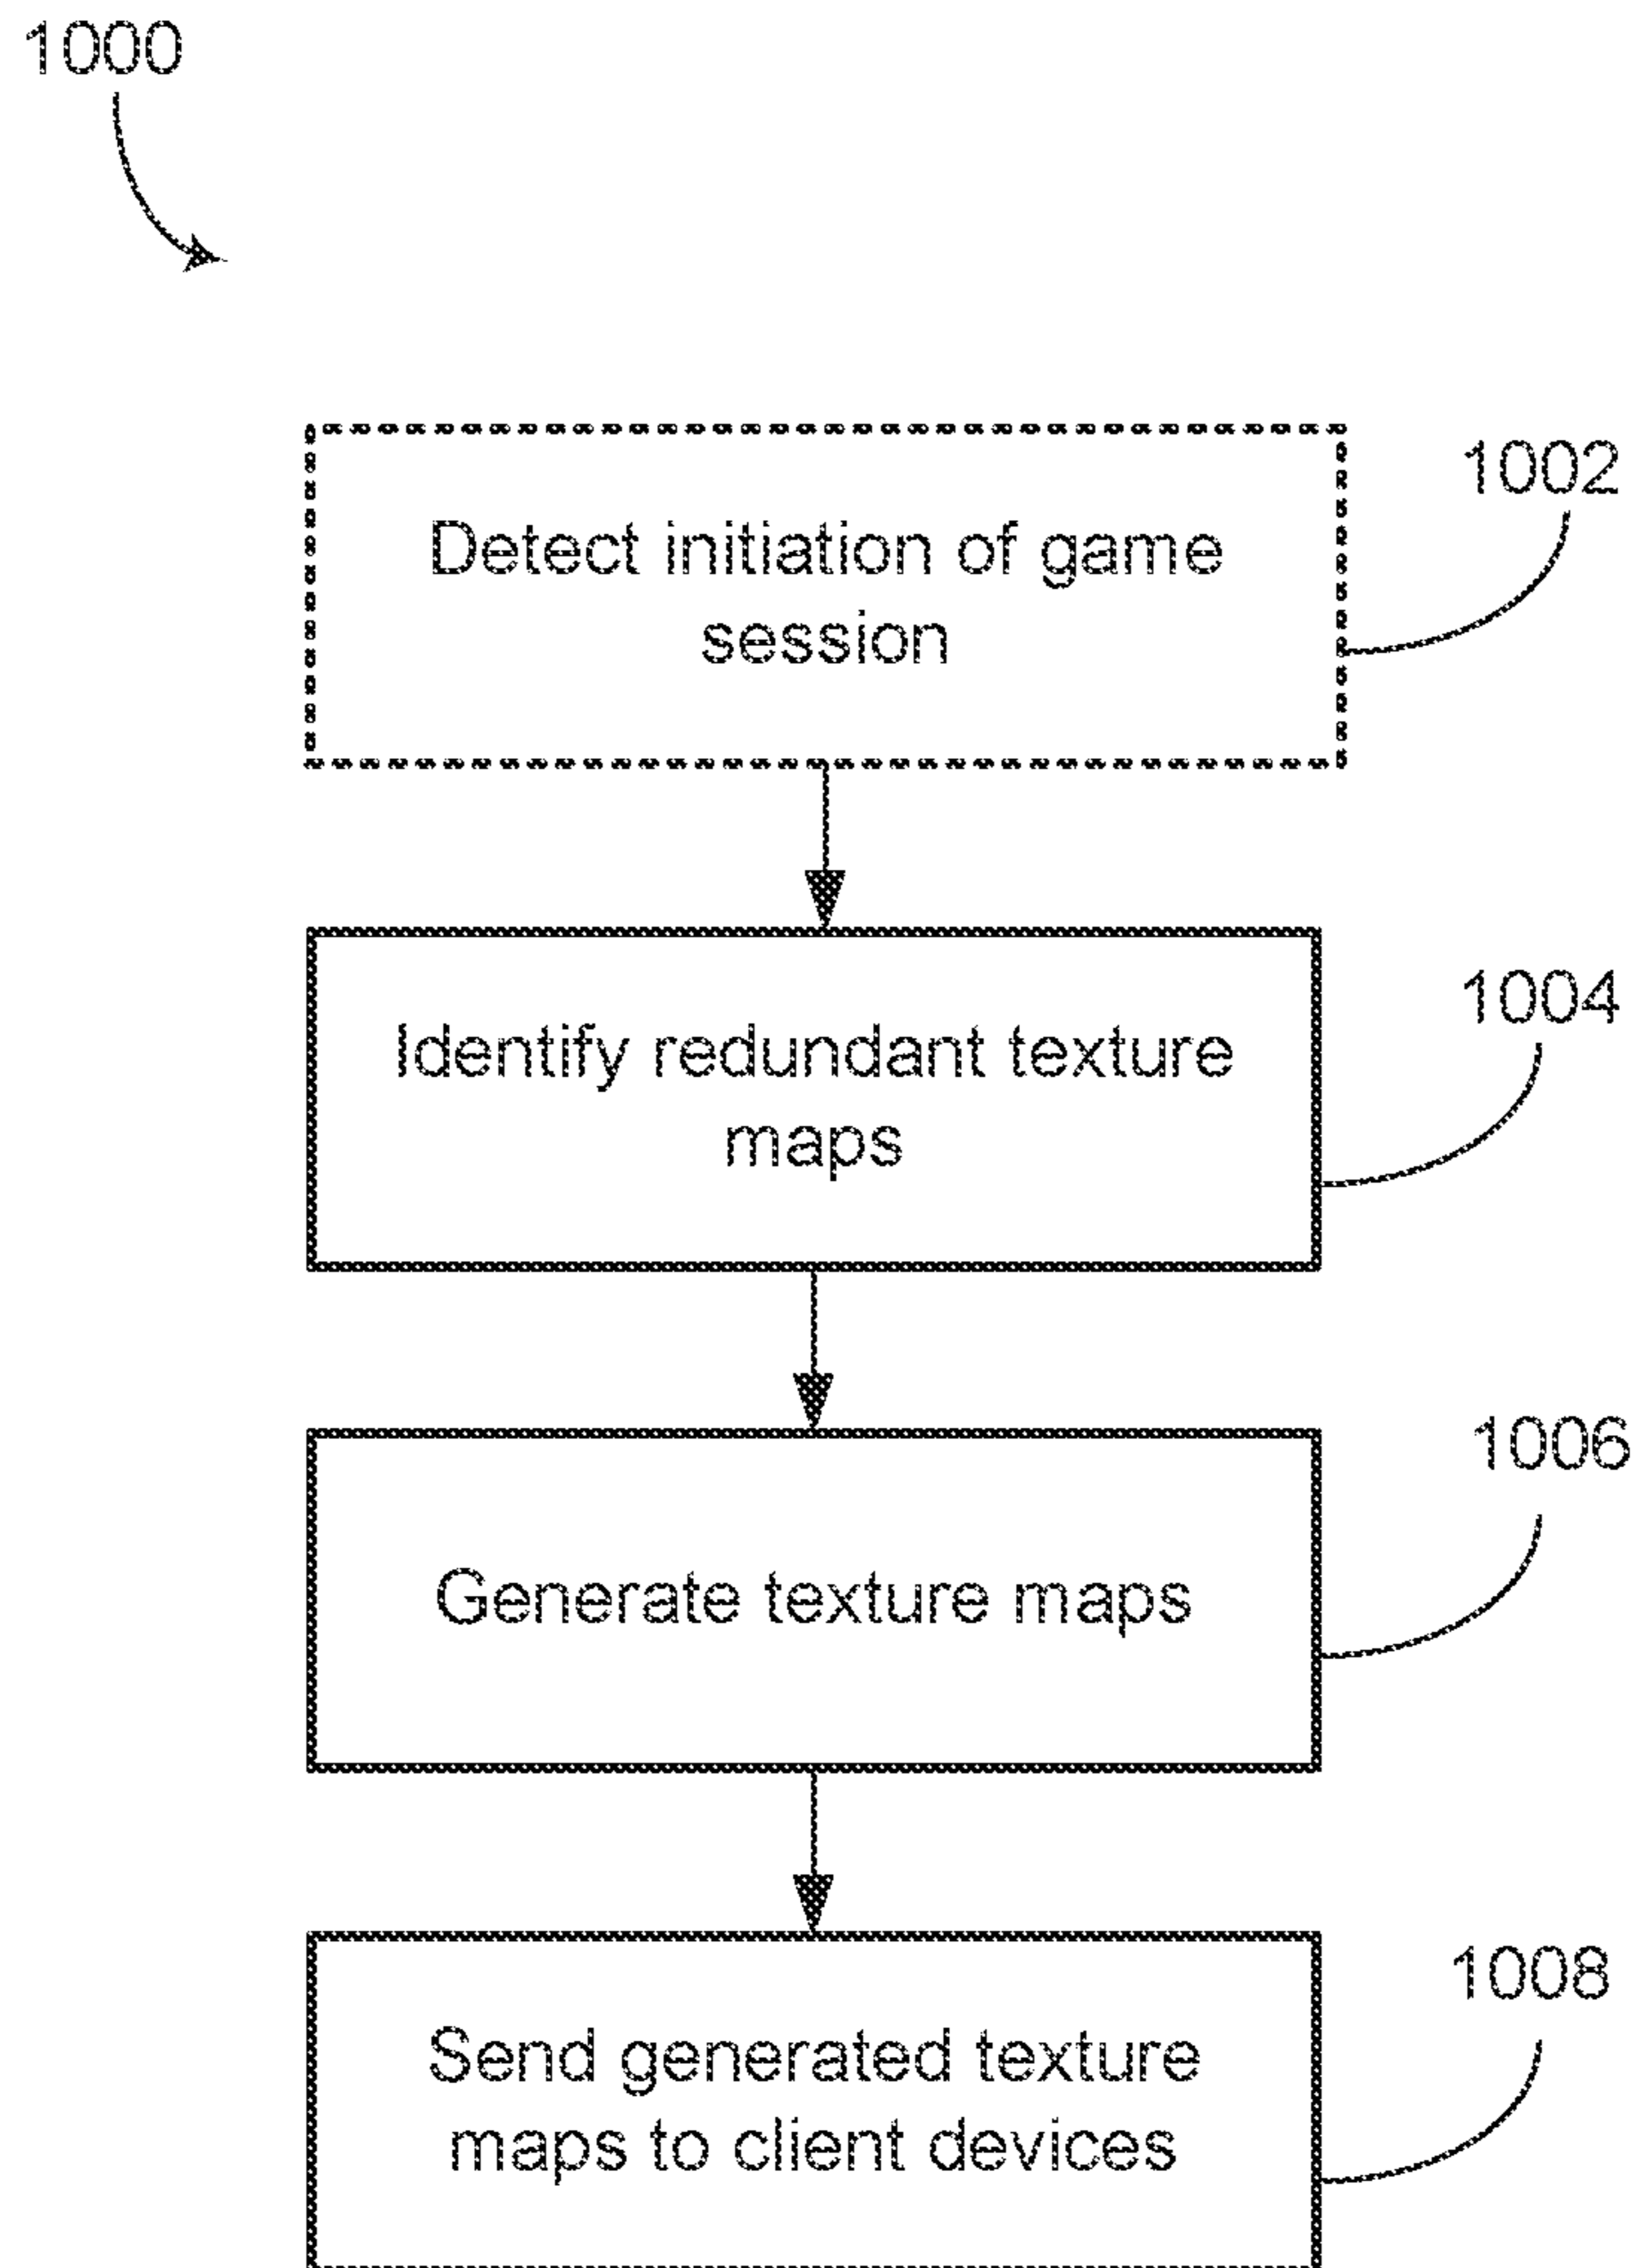 1000
Detect initiation of game
session
1002
Identify redundant texture
maps
1004
Generate texture maps
1006
Send generated texture
maps to client devices
1008